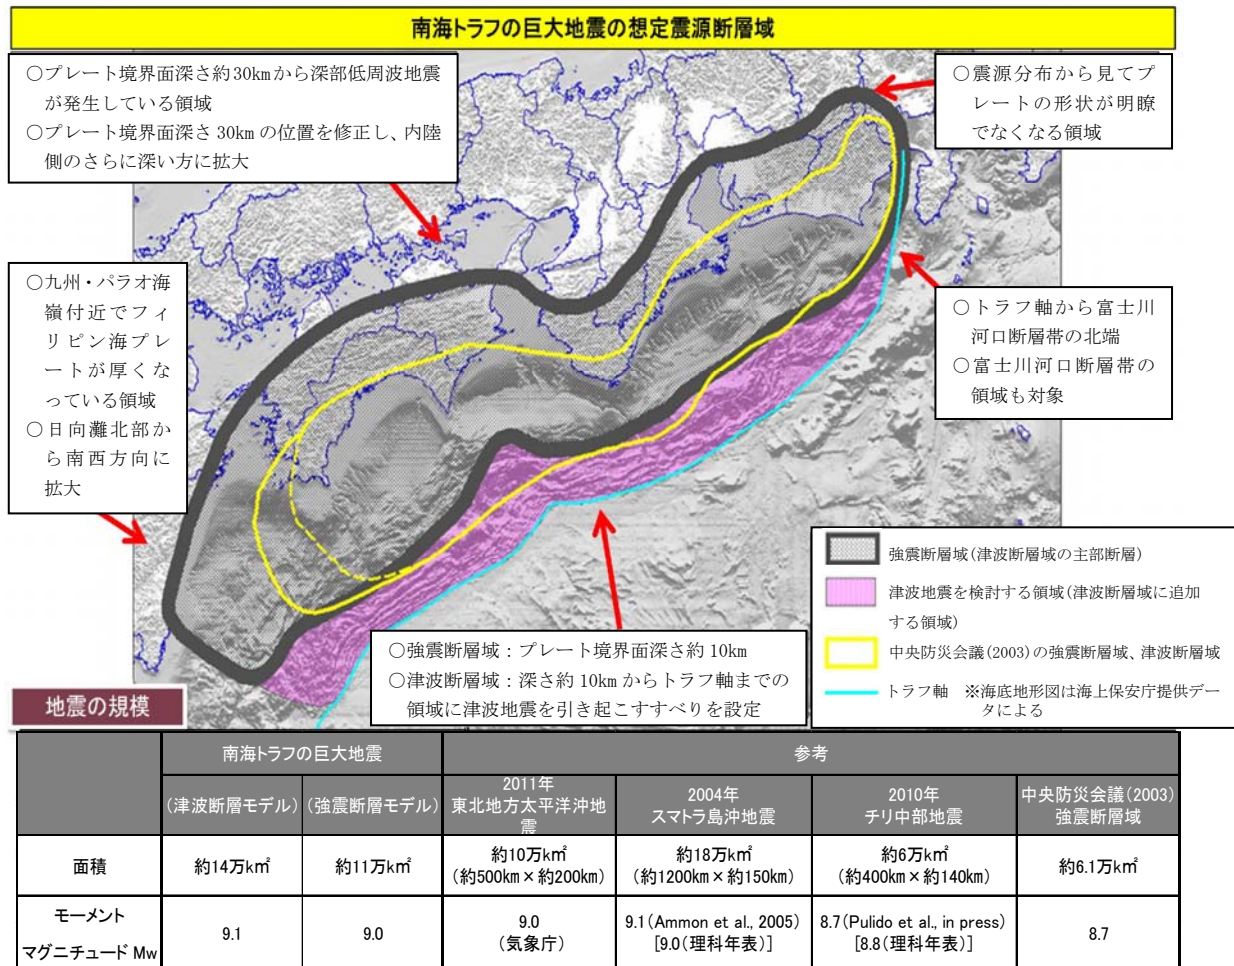 南海トラフの巨大地震の想定震源断層域
○プレート境界面深さ約30kmから深部低周波地震
が発生している領域
○プレート境界面深さ30kmの位置を修正し、内陸
側のさらに深い方に拡大
○震源分布から見てプ
レートの形状が明瞭
でなくなる領域
○九州・パラオ海
嶺付近でフィ
リピン海プレ
ートが厚くな
っている領域
○日向灘北部か
ら南西方向に
拡大
○トラフ軸から富士川
河口断層帯の北端
○富士川河口断層帯の
領域も対象
○強震断層域：プレート境界面深さ約10km
○津波断層域：深さ約10kmからトラフ軸までの
領域に津波地震を引き起こすすべりを設定
強震断層域(津波断層域の主部断層)
津波地震を検討する領域(津波断層域に追加
する領域)
中央防災会議(2003)の強震断層域、津波断層域
トラフ軸　※海底地形図は海上保安庁提供デー
タによる
地震の規模
南海トラフの巨大地震 参考
(津波断層モデル) (強震断層モデル) 2011年 2004年 2010年 中央防災会議(2003)
東北地方太平洋沖地 スマトラ島沖地震 チリ中部地震 強震断層域
震
面積 約14万km² 約11万km² 約10万km² 約18万km² 約6万km² 約6.1万km²
(約500km×約200km) (約1200km×約150km) (約400km×約140km)
モーメント
マグニチュード Mw 9.1 9.0 9.0 9.1(Ammon et al., 2005) 8.7(Pulido et al., in press) 8.7
(気象庁) [9.0(理科年表)] [8.8(理科年表)]